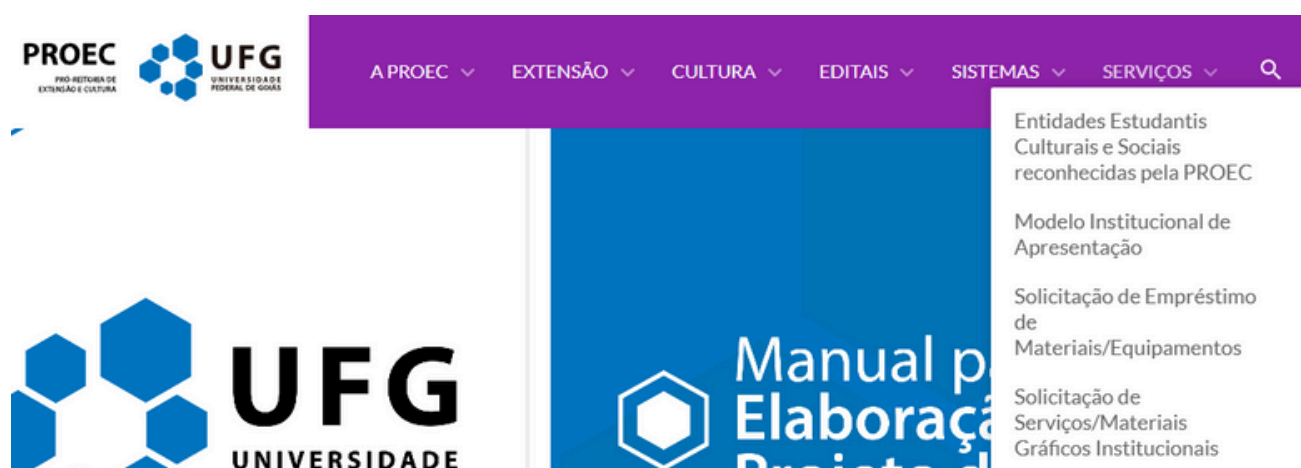 PROEC
PRÓ-REITORIA DE
EXTENSÃO E CULTURA
UFG
UNIVERSIDADE
FEDERAL DE GOIÁS
A PROEC
EXTENSÃO
CULTURA
EDITAIS
SISTEMAS
SERVIÇOS
Entidades Estudantis
Culturais e Sociais
reconhecidas pela PROEC
Modelo Institucional de
Apresentação
Solicitação de Empréstimo
de
Materiais/Equipamentos
Solicitação de
Serviços/Materiais
Gráficos Institucionais
UFG
UNIVERSIDADE
Manual